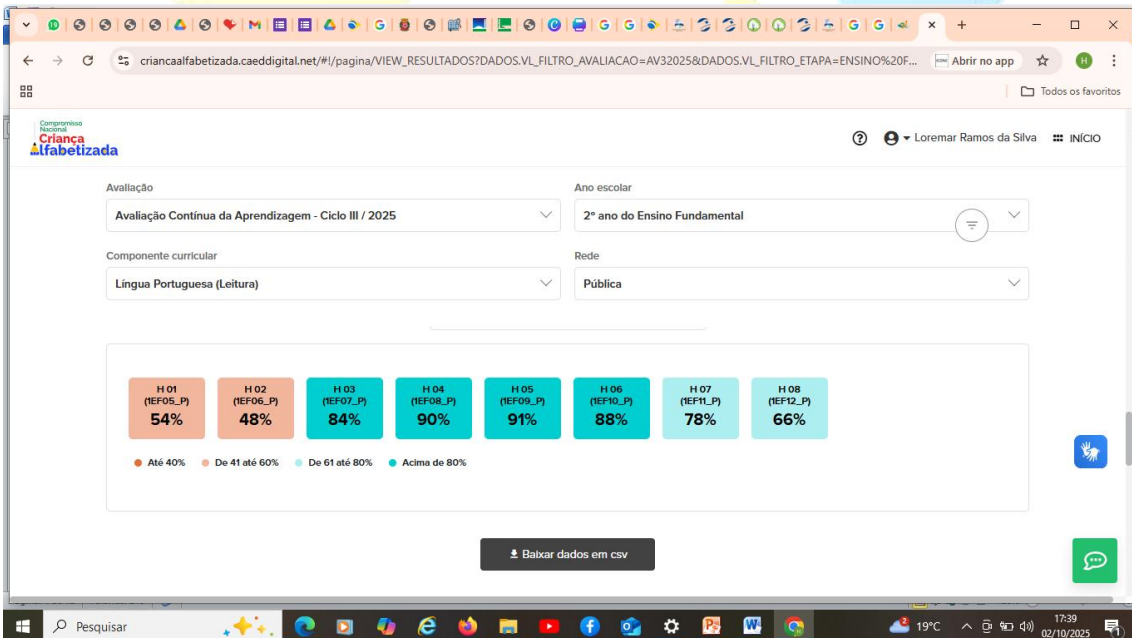 criancaalfabetizada.caeddigital.net/#!/pagina/VIEW_RESULTADOS?DADOS.VL_FILTRO_AVALIACAO=AV32025&DADOS.VL_FILTRO_ETAPA=ENSINO%20F... Abrir no app H
Todos os favoritos
Compromisso
Nacional
Criança
Alfabetizada
Loremar Ramos da Silva INÍCIO
Avaliação Ano escolar
Avaliação Contínua da Aprendizagem - Ciclo III / 2025 2º ano do Ensino Fundamental
Componente curricular Rede
Língua Portuguesa (Leitura) Pública
H 01 H 02 H 03 H 04 H 05 H 06 H 07 H 08
(1EF05_P) (1EF06_P) (1EF07_P) (1EF08_P) (1EF09_P) (1EF10_P) (1EF11_P) (1EF12_P)
54% 48% 84% 90% 91% 88% 78% 66%
Até 40% De 41 até 60% De 61 até 80% Acima de 80%
Baixar dados em csv
Pesquisar 19°C 17:39
02/10/2025